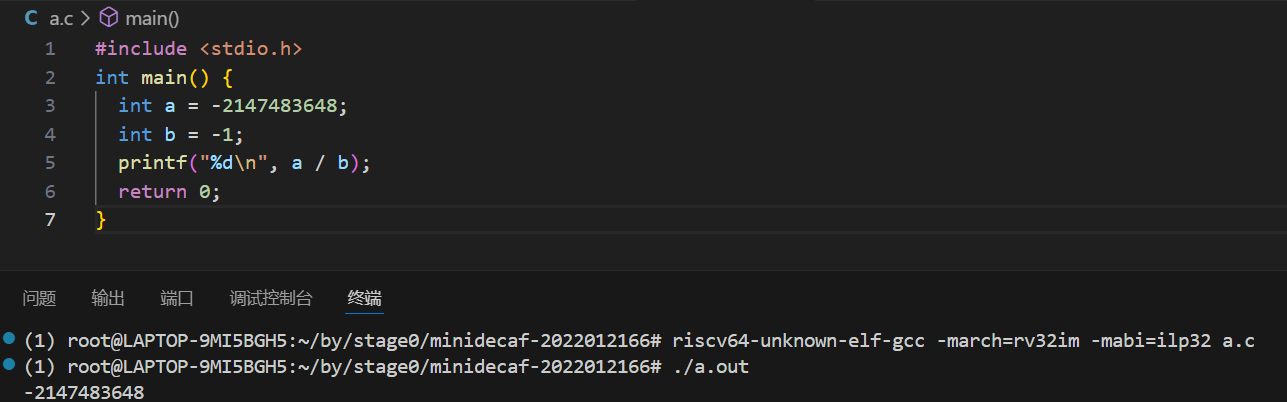 C a.c > main()
1 #include <stdio.h>
2 int main() {
3 int a = -2147483648;
4 int b = -1;
5 printf("%d\n", a / b);
6 return 0;
7 }
问题 输出 端口 调试控制台 终端
(1) root@LAPTOP-9MI5BGH5:~/by/stage0/minidecaf-2022012166# riscv64-unknown-elf-gcc -march=rv32im -mabi=ilp32 a.c
(1) root@LAPTOP-9MI5BGH5:~/by/stage0/minidecaf-2022012166# ./a.out
-2147483648